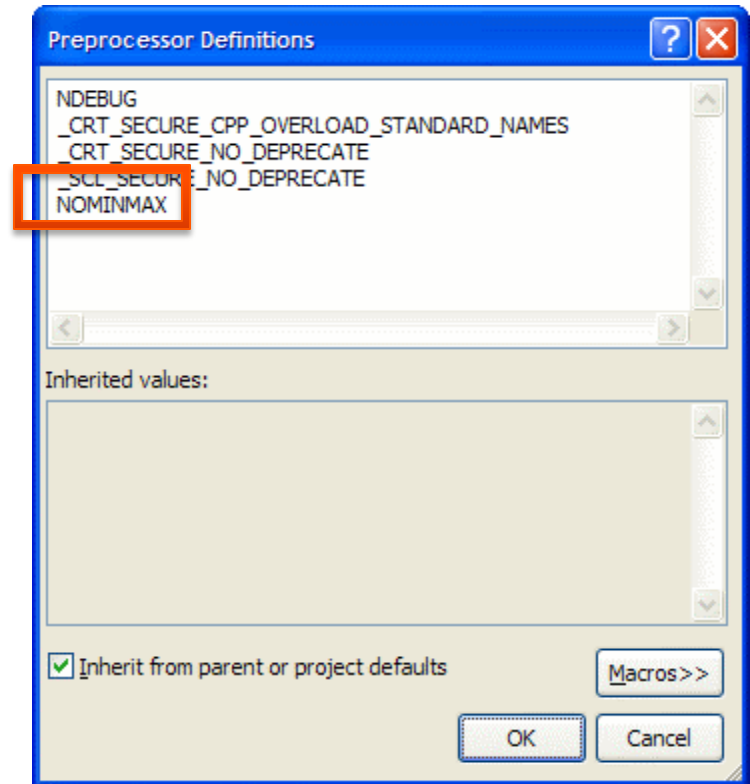 Preprocessor Definitions
NDEBUG
_CRT_SECURE_CPP_OVERLOAD_STANDARD_NAMES
_CRT_SECURE_NO_DEPRECATE
_SCL_SECURE_NO_DEPRECATE
NOMINMAX
Inherited values:
Inherit from parent or project defaults
Macros>>
OK Cancel